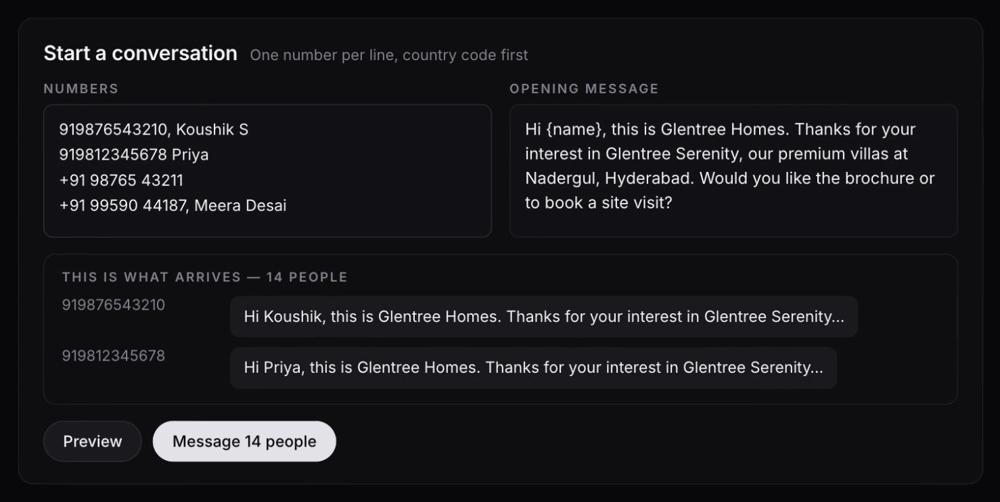 Start a conversation One number per line, country code first
NUMBERS
919876543210, Koushik S
919812345678 Priya
+91 98765 43211
+91 99590 44187, Meera Desai
OPENING MESSAGE
Hi {name}, this is Glentree Homes. Thanks for your
interest in Glentree Serenity, our premium villas at
Nadergul, Hyderabad. Would you like the brochure or
to book a site visit?
THIS IS WHAT ARRIVES — 14 PEOPLE
919876543210
Hi Koushik, this is Glentree Homes. Thanks for your interest in Glentree Serenity...
919812345678
Hi Priya, this is Glentree Homes. Thanks for your interest in Glentree Serenity...
Preview
Message 14 people